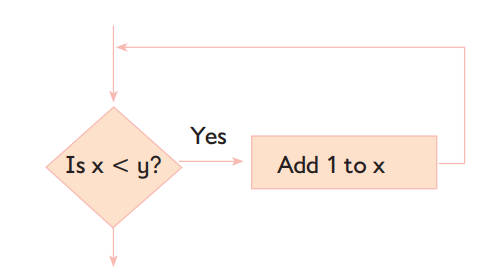 Yes
Is x < y?
Add 1 to x